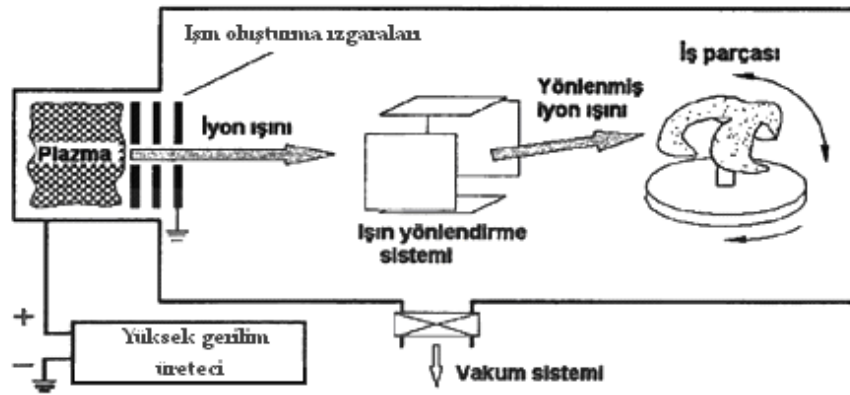 Işın oluşturma ızgaraları
İş parçası
Yönlenmiş
iyon ışını
İyon ışını
Plazma
Işın yönlendirme
sistemi
+
Yüksek gerilim
üreteci
−
Vakum sistemi